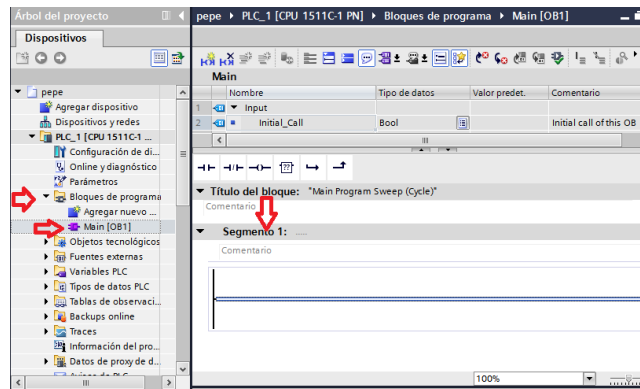 Árbol del proyecto
pepe ▸ PLC_1 [CPU 1511C-1 PN] ▸ Bloques de programa ▸ Main [OB1]
Dispositivos
Main
Nombre Tipo de datos Valor predet. Comentario
1 Input
2 Initial_Call Bool Initial call of this OB
pepe
Agregar dispositivo
Dispositivos y redes
PLC_1 [CPU 1511C-1 ...
Configuración de di...
Online y diagnóstico
Parámetros
Bloques de programa
Agregar nuevo ...
Main [OB1]
Objetos tecnológicos
Fuentes externas
Variables PLC
Tipos de datos PLC
Tablas de observaci...
Backups online
Traces
Información del pro...
Datos de proxy de d...
Título del bloque: "Main Program Sweep (Cycle)"
Comentario
Segmento 1: .....
Comentario
100%